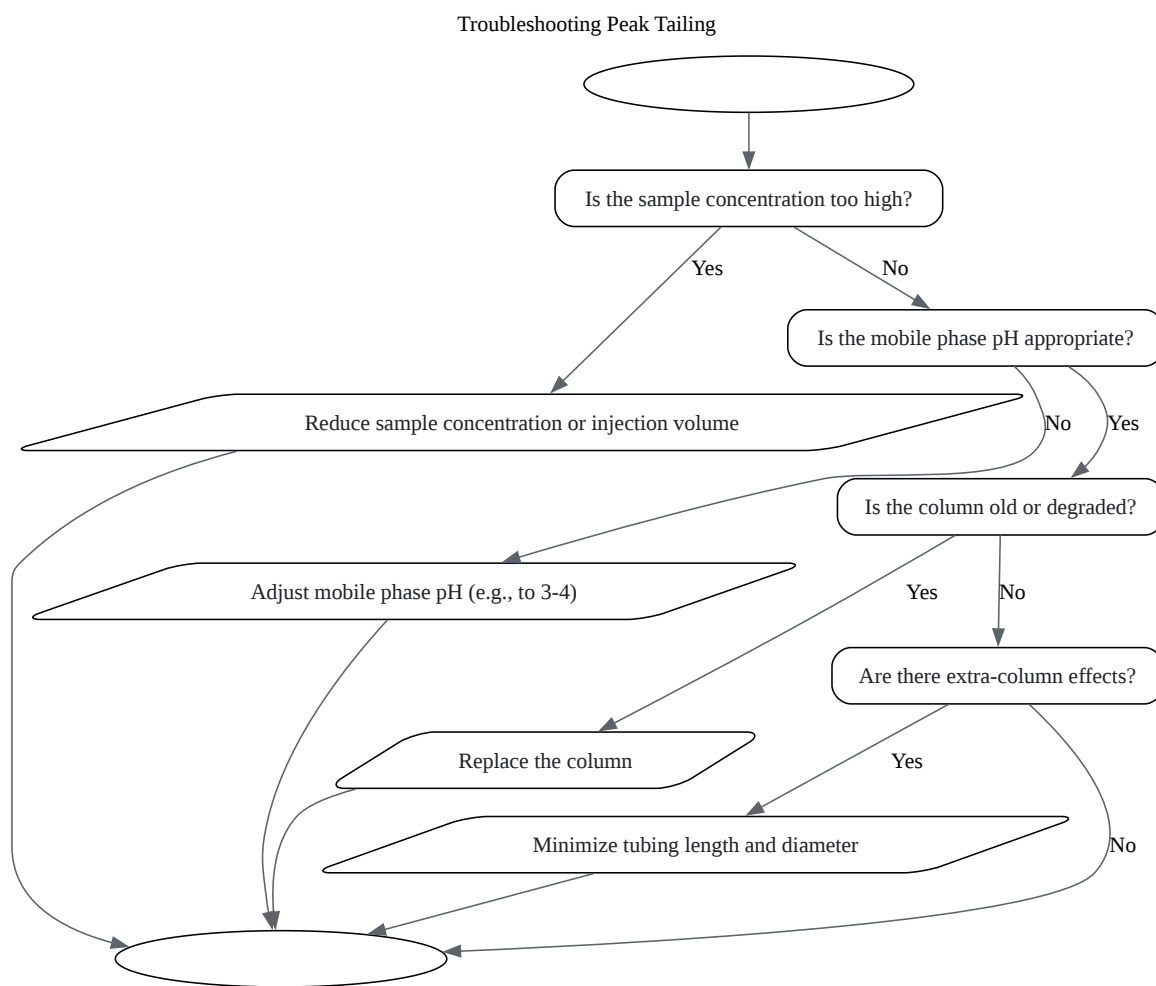 Troubleshooting Peak Tailing
Is the sample concentration too high?
Yes
No
Is the mobile phase pH appropriate?
Reduce sample concentration or injection volume
No
Yes
Is the column old or degraded?
Adjust mobile phase pH (e.g., to 3-4)
Yes
No
Are there extra-column effects?
Replace the column
Yes
Minimize tubing length and diameter
No